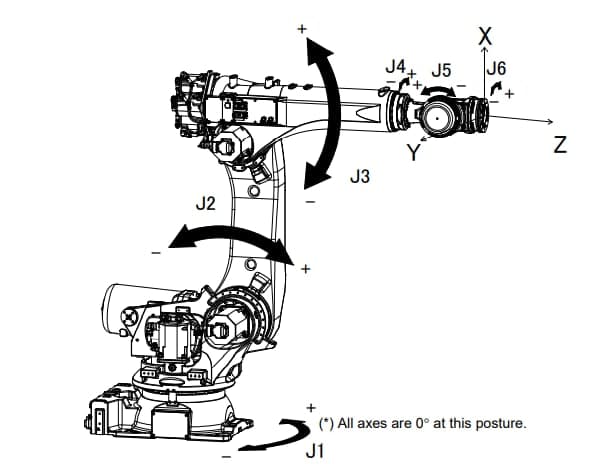 +
X
J4 + J5 - J6
- + - +
Z
Y
J3
-
J2
-
+
+
(*) All axes are 0° at this posture.
- J1